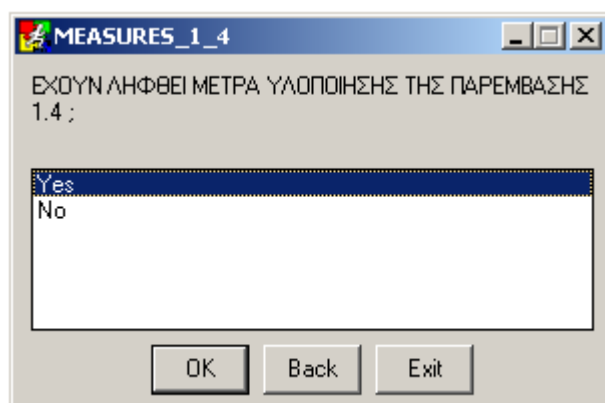 MEASURES_1_4
ΕΧΟΥΝ ΛΗΦΘΕΙ ΜΕΤΡΑ ΥΛΟΠΟΙΗΣΗΣ ΤΗΣ ΠΑΡΕΜΒΑΣΗΣ
1.4 ;
Yes
No
OK Back Exit